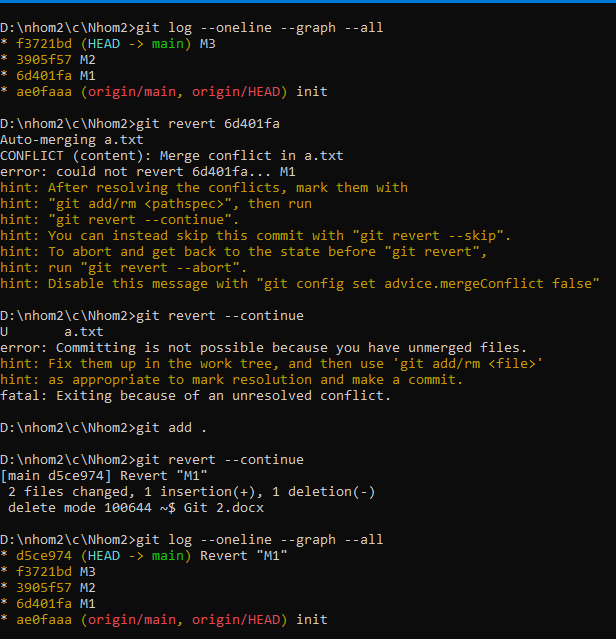 D:\nhom2\c\Nhom2>git log --oneline --graph --all
* f3721bd (HEAD -> main) M3
* 3905f57 M2
* 6d401fa M1
* ae0faaa (origin/main, origin/HEAD) init
D:\nhom2\c\Nhom2>git revert 6d401fa
Auto-merging a.txt
CONFLICT (content): Merge conflict in a.txt
error: could not revert 6d401fa... M1
hint: After resolving the conflicts, mark them with
hint: "git add/rm <pathspec>", then run
hint: "git revert --continue".
hint: You can instead skip this commit with "git revert --skip".
hint: To abort and get back to the state before "git revert",
hint: run "git revert --abort".
hint: Disable this message with "git config set advice.mergeConflict false"
D:\nhom2\c\Nhom2>git revert --continue
U       a.txt
error: Committing is not possible because you have unmerged files.
hint: Fix them up in the work tree, and then use 'git add/rm <file>'
hint: as appropriate to mark resolution and make a commit.
fatal: Exiting because of an unresolved conflict.
D:\nhom2\c\Nhom2>git add .
D:\nhom2\c\Nhom2>git revert --continue
[main d5ce974] Revert "M1"
 2 files changed, 1 insertion(+), 1 deletion(-)
 delete mode 100644 ~$ Git 2.docx
D:\nhom2\c\Nhom2>git log --oneline --graph --all
* d5ce974 (HEAD -> main) Revert "M1"
* f3721bd M3
* 3905f57 M2
* 6d401fa M1
* ae0faaa (origin/main, origin/HEAD) init